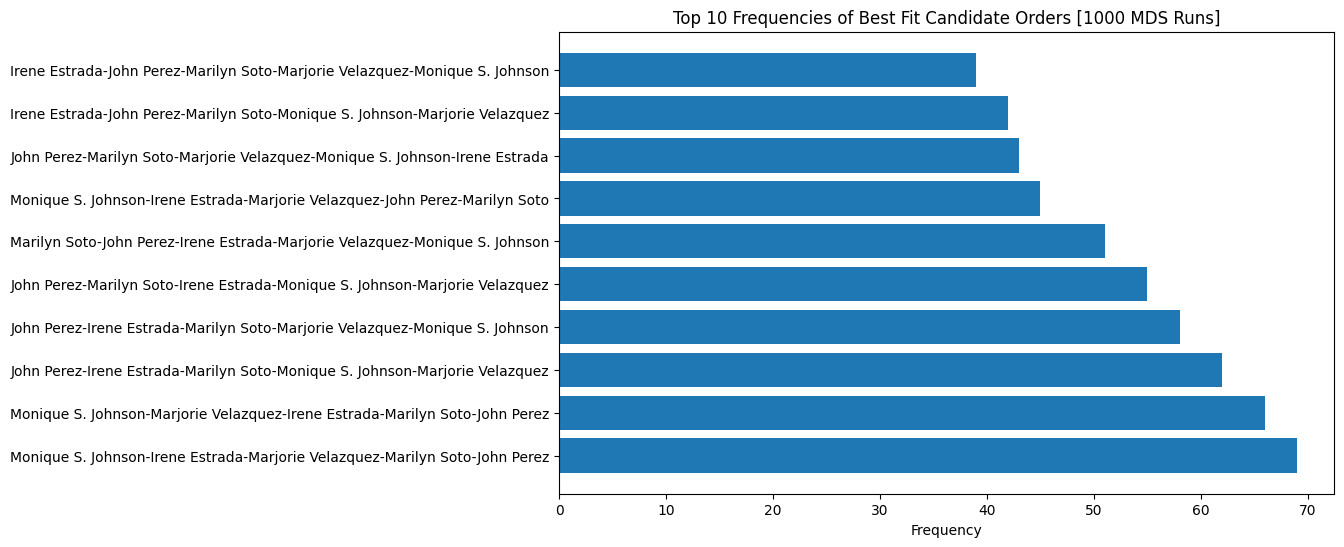 Top 10 Frequencies of Best Fit Candidate Orders [1000 MDS Runs]
Irene Estrada-John Perez-Marilyn Soto-Marjorie Velazquez-Monique S. Johnson
Irene Estrada-John Perez-Marilyn Soto-Monique S. Johnson-Marjorie Velazquez
John Perez-Marilyn Soto-Marjorie Velazquez-Monique S. Johnson-Irene Estrada
Monique S. Johnson-Irene Estrada-Marjorie Velazquez-John Perez-Marilyn Soto
Marilyn Soto-John Perez-Irene Estrada-Marjorie Velazquez-Monique S. Johnson
John Perez-Marilyn Soto-Irene Estrada-Monique S. Johnson-Marjorie Velazquez
John Perez-Irene Estrada-Marilyn Soto-Marjorie Velazquez-Monique S. Johnson
John Perez-Irene Estrada-Marilyn Soto-Monique S. Johnson-Marjorie Velazquez
Monique S. Johnson-Marjorie Velazquez-Irene Estrada-Marilyn Soto-John Perez
Monique S. Johnson-Irene Estrada-Marjorie Velazquez-Marilyn Soto-John Perez
0 10 20 30 40 50 60 70
Frequency